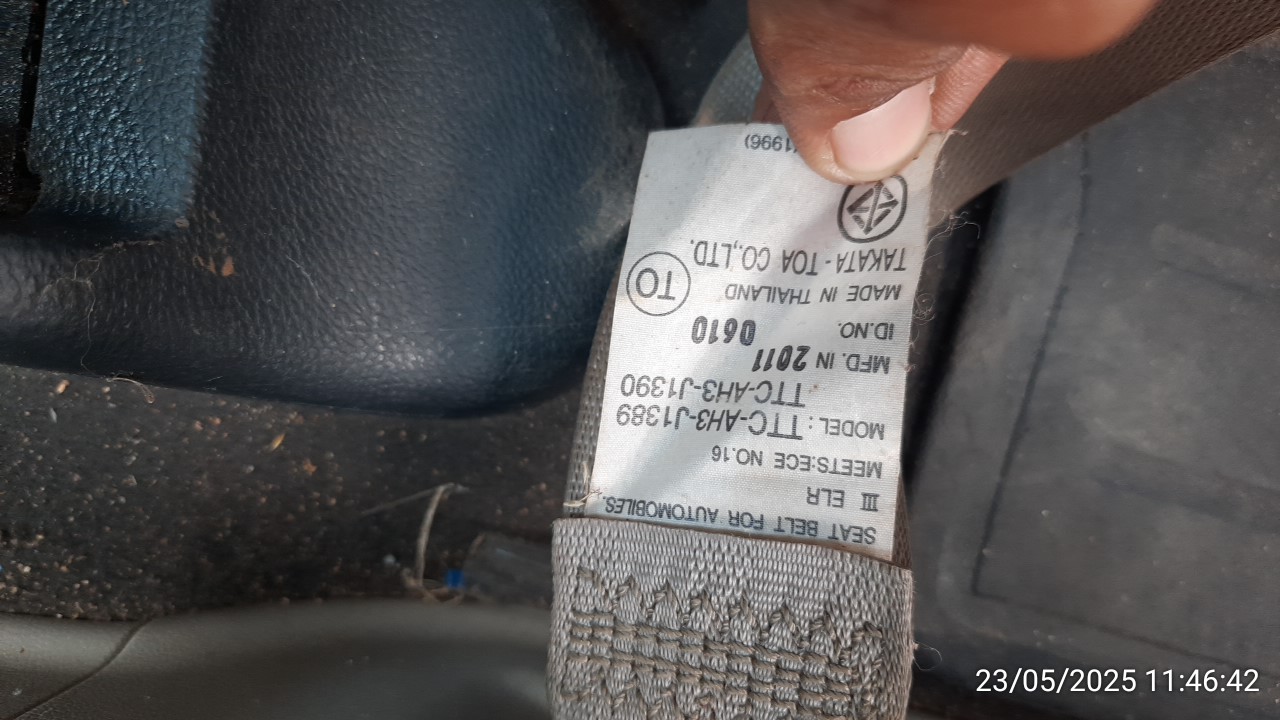 SEAT BELT FOR AUTOMOBILES.
III ELR
MEETS:ECE NO.16
MODEL : TTC-AH3-J1389
TTC-AH3-J1390
MFD. IN 2011
ID.NO. 0610
MADE IN THAILAND
TAKATA - TOA CO.,LTD.
TO
1996)
23/05/2025 11:46:42